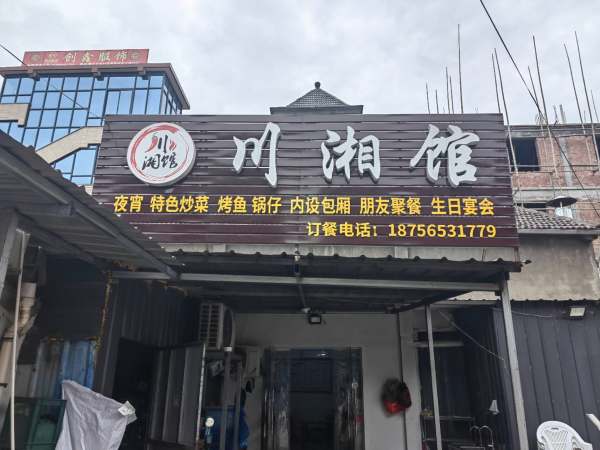 创鑫服饰
川湘馆
川湘馆
夜宵 特色炒菜 烤鱼 锅仔 内设包厢 朋友聚餐 生日宴会
订餐电话：18756531779